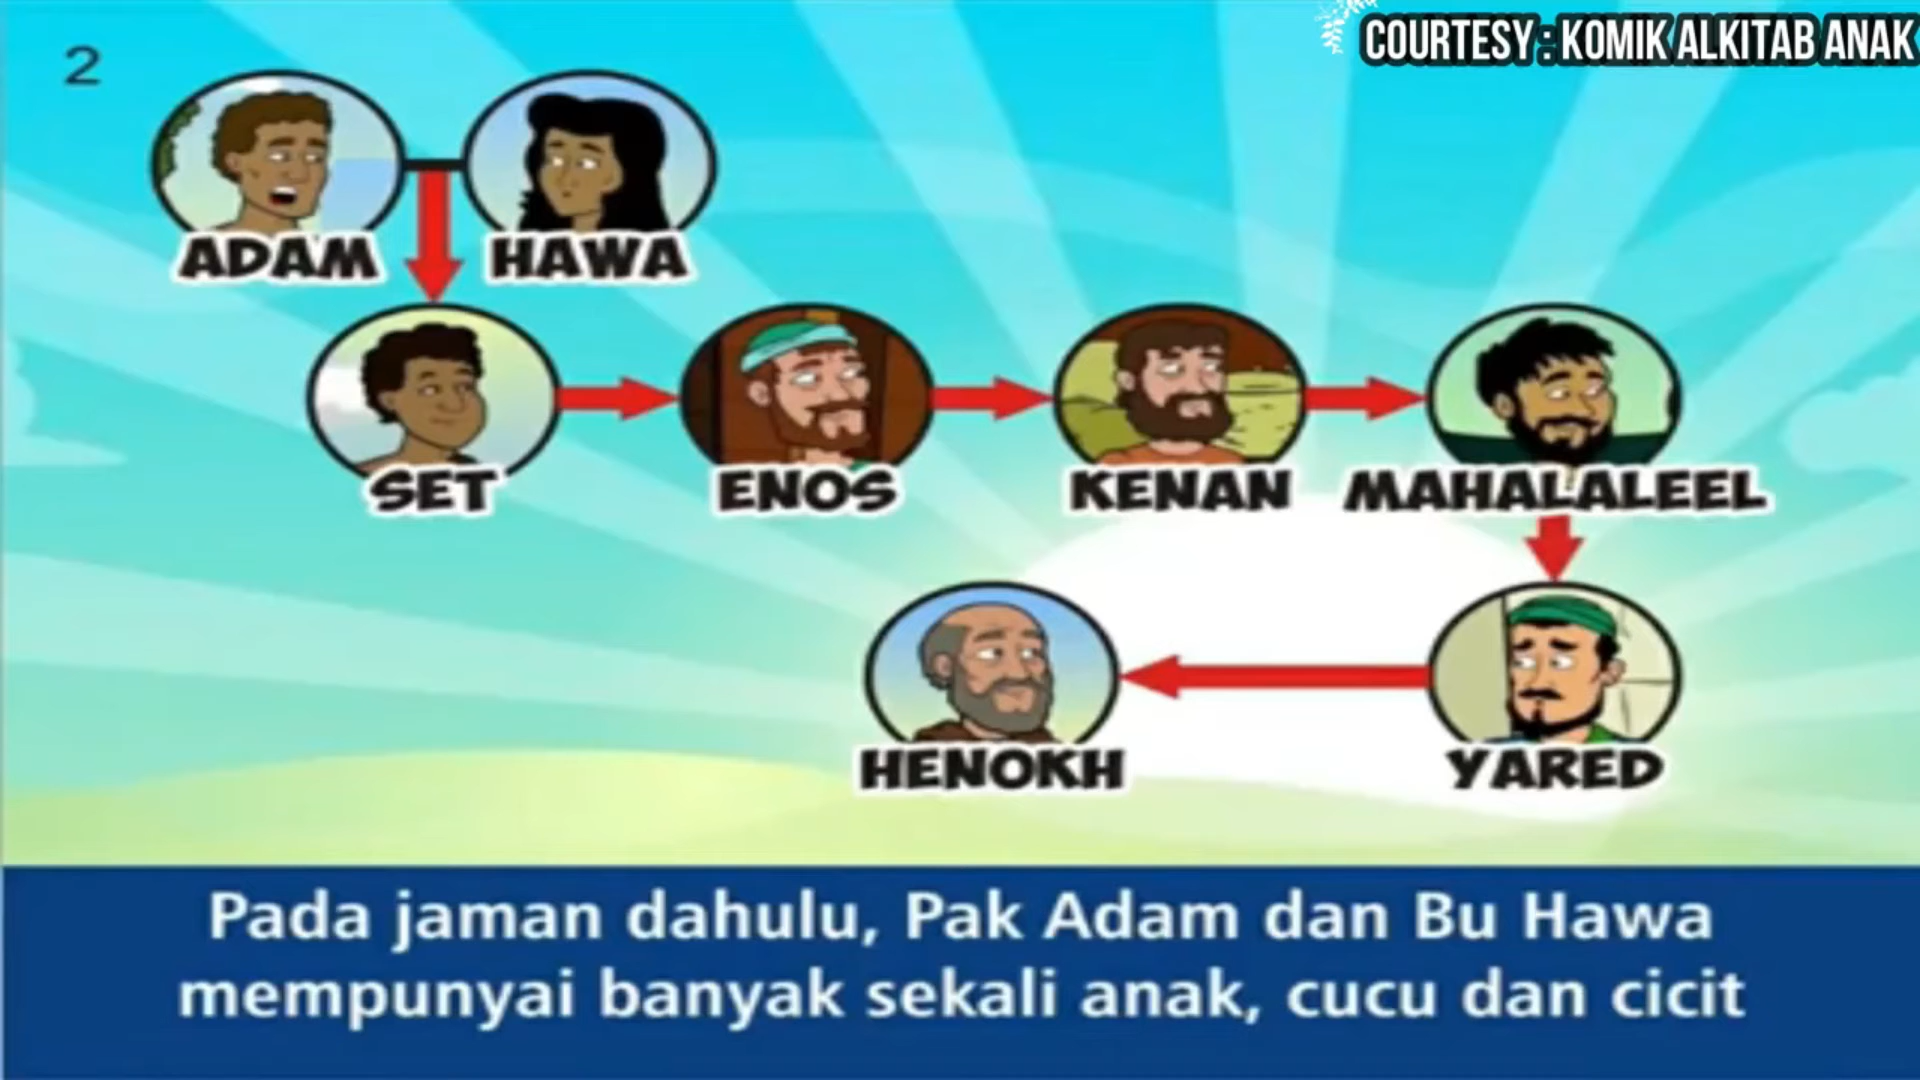 COURTESY : KOMIK ALKITAB ANAK
2
ADAM HAWA
SET ENOS KENAN MAHALALEEL
HENOKH YARED
Pada jaman dahulu, Pak Adam dan Bu Hawa
mempunyai banyak sekali anak, cucu dan cicit